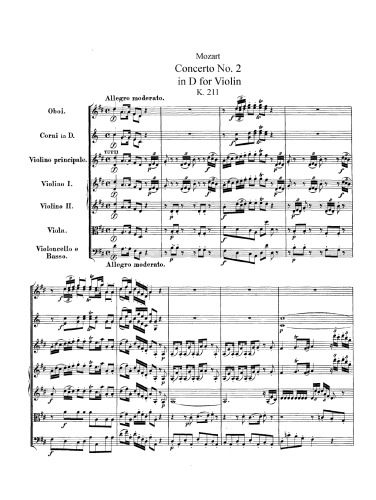 Mozart
Concerto No. 2
in D for Violin
K. 211
Allegro moderato.
Oboi.
Corni in D.
TUTTI
Violino principale.
Violino I.
Violino II.
Viola.
Violoncello e
Basso.
Allegro moderato.